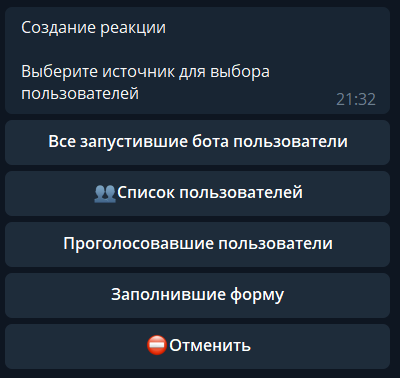 Создание реакции
Выберите источник для выбора
пользователей
21:32
Все запустившие бота пользователи
👥Список пользователей
Проголосовавшие пользователи
Заполнившие форму
⛔Отменить